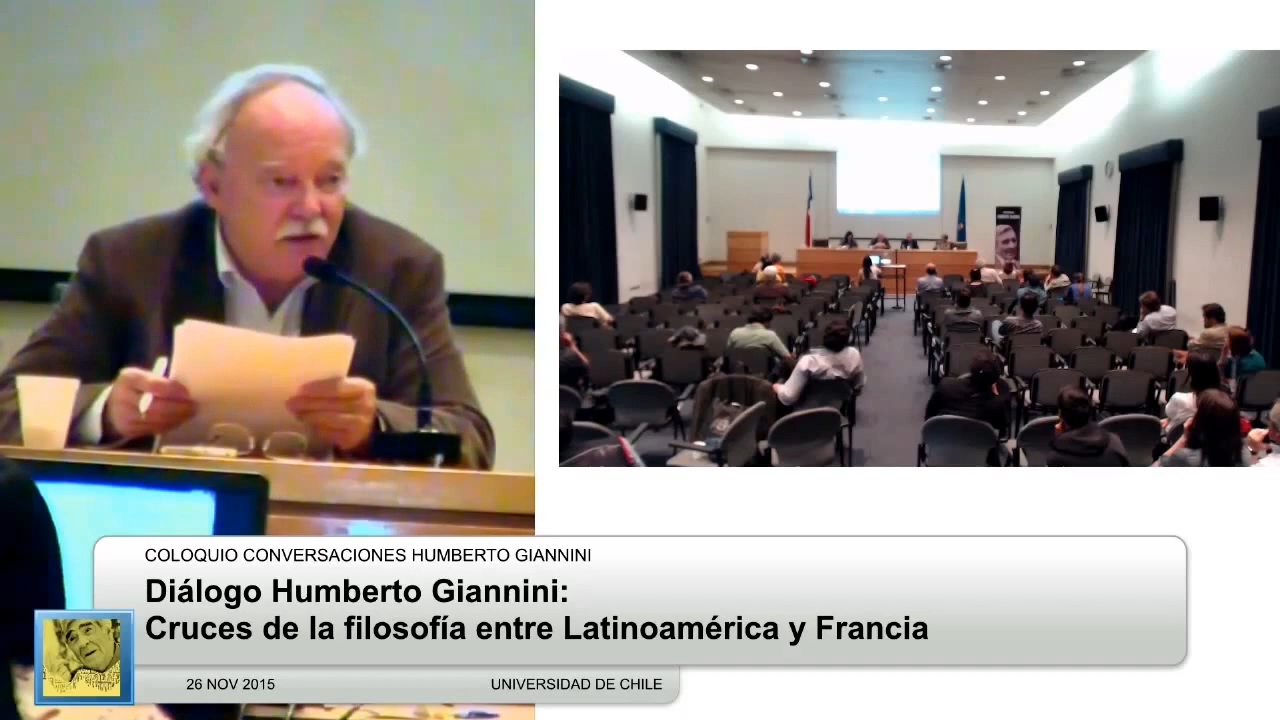 COLOQUIO CONVERSACIONES HUMBERTO GIANNINI
Diálogo Humberto Giannini:
Cruces de la filosofía entre Latinoamérica y Francia
26 NOV 2015
UNIVERSIDAD DE CHILE